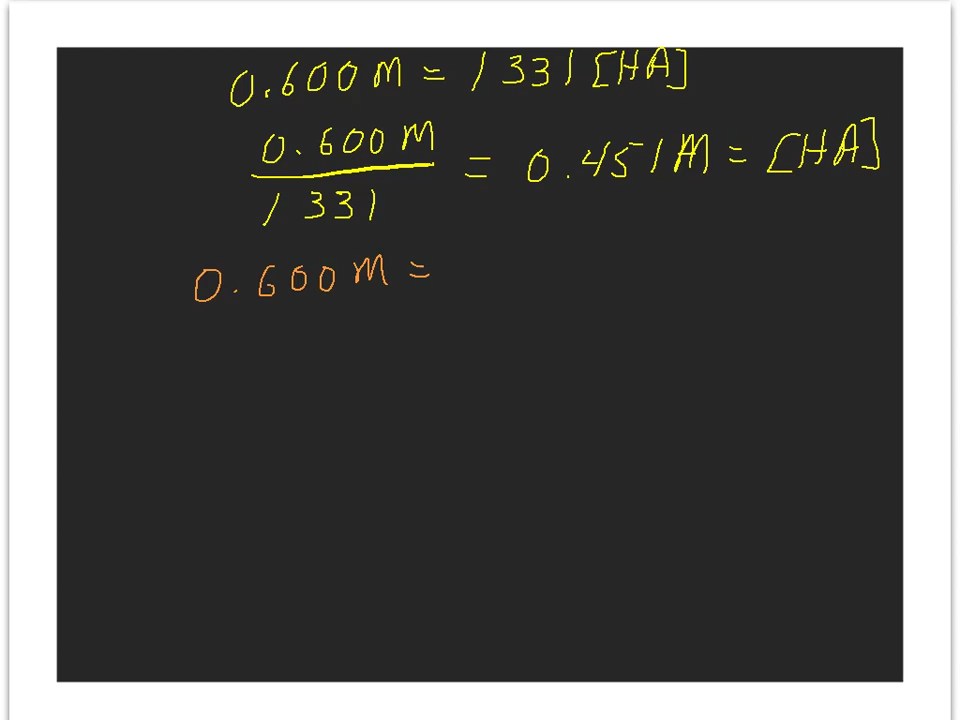 0.600 M = 1331 [HA]
0.600 M / 1331 = 0.451 M = [HA]
0.600 M =